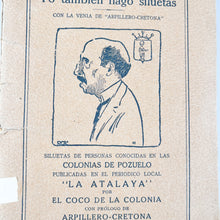 Yo también hago siluetas
CON LA VENIA DE "ARPILLERO-CRETONA"
SILUETAS DE PERSONAS CONOCIDAS EN LAS
COLONIAS DE POZUELO
PUBLICADAS EN EL PERIODICO LOCAL
"LA ATALAYA"
POR
EL COCO DE LA COLONIA
CON PRÓLOGO DE
ARPILLERO-CRETONA